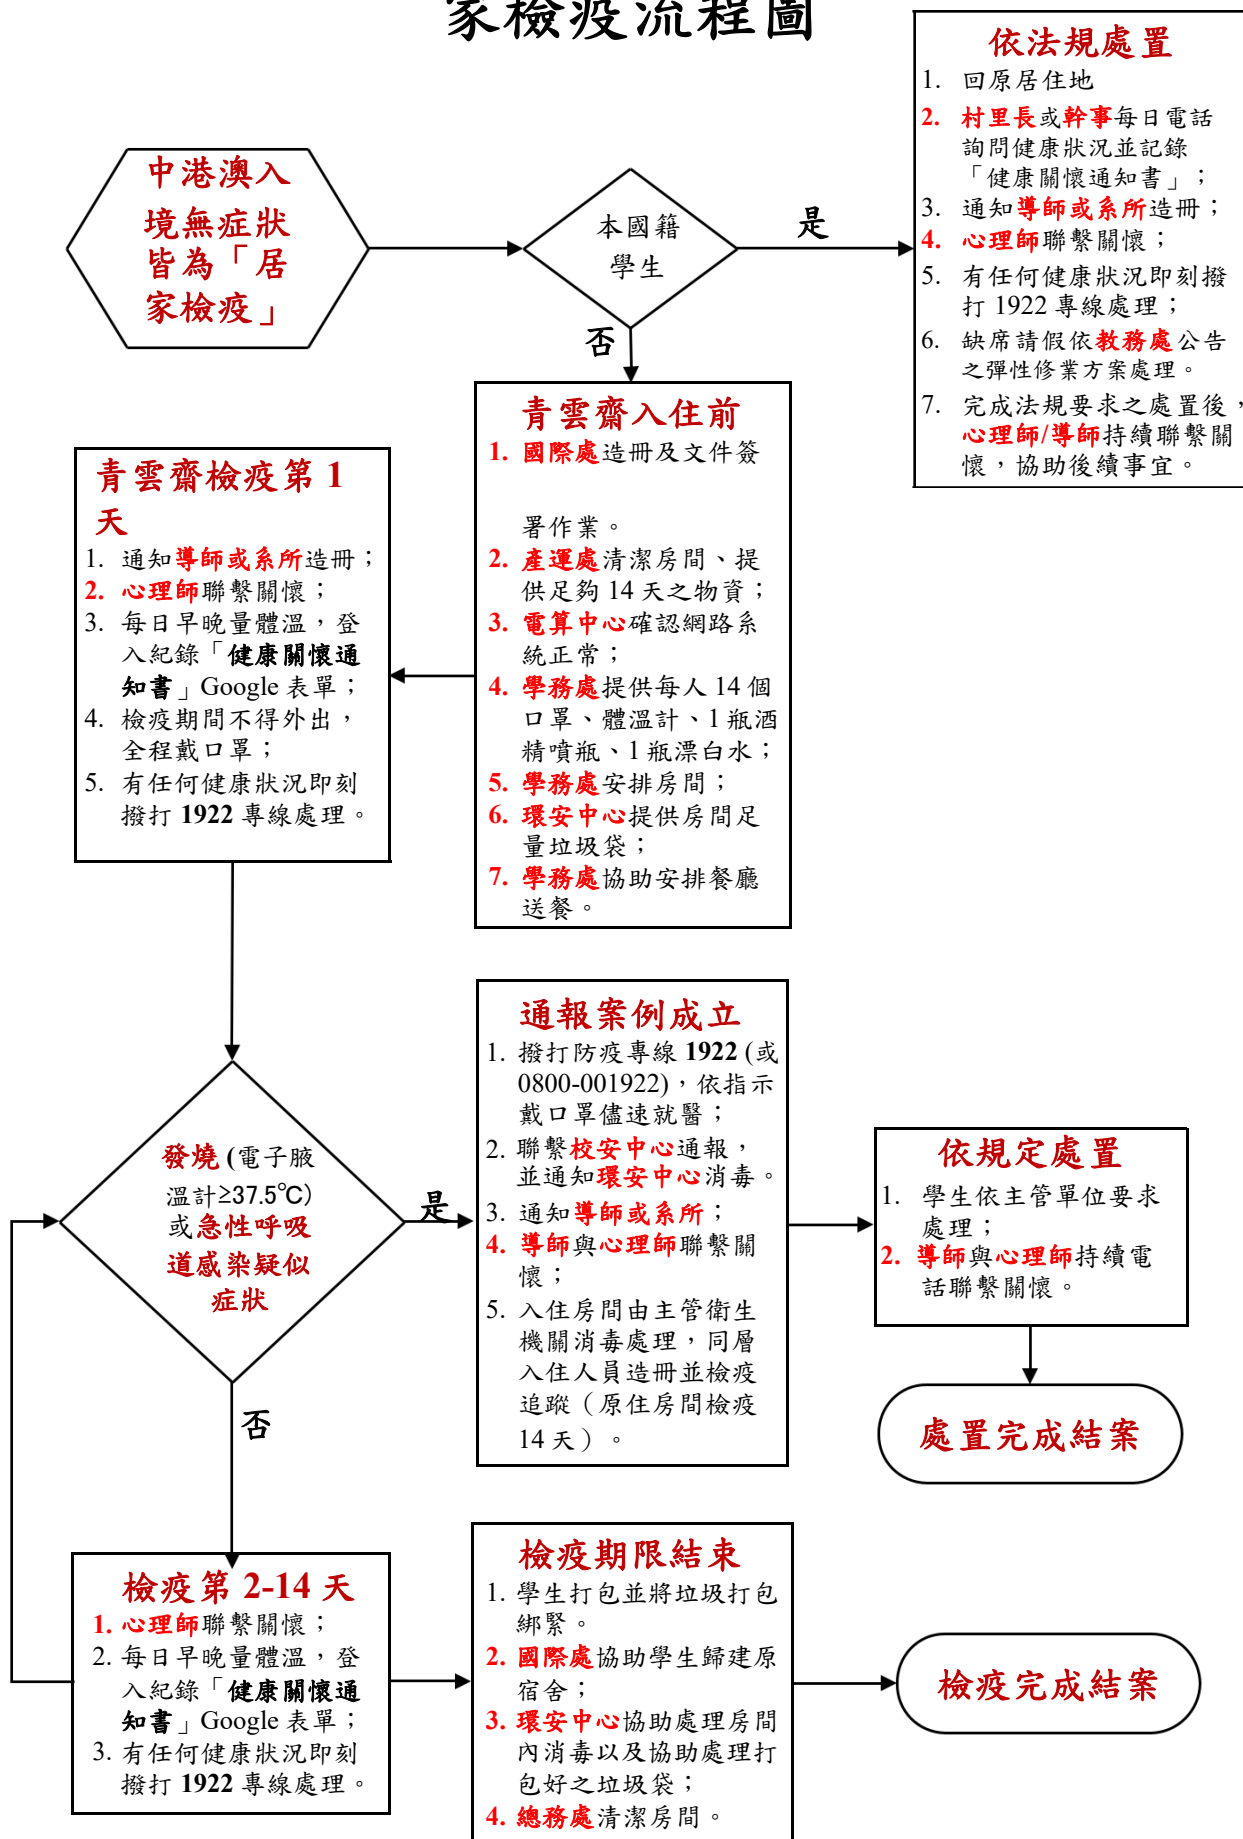 家檢疫流程圖
中港澳入
境無症狀
皆為「居
家檢疫」
本國籍
學生
是
否
依法規處置
1. 回原居住地
2. 村里長或幹事每日電話
詢問健康狀況並記錄
「健康關懷通知書」；
3. 通知導師或系所造冊；
4. 心理師聯繫關懷；
5. 有任何健康狀況即刻撥
打 1922 專線處理；
6. 缺席請假依教務處公告
之彈性修業方案處理。
7. 完成法規要求之處置後，
心理師/導師持續聯繫關
懷，協助後續事宜。
青雲齋入住前
1. 國際處造冊及文件簽
署作業。
2. 產運處清潔房間、提
供足夠 14 天之物資；
3. 電算中心確認網路系
統正常；
4. 學務處提供每人 14 個
口罩、體溫計、1 瓶酒
精噴瓶、1 瓶漂白水；
5. 學務處安排房間；
6. 環安中心提供房間足
量垃圾袋；
7. 學務處協助安排餐廳
送餐。
青雲齋檢疫第 1
天
1. 通知導師或系所造冊；
2. 心理師聯繫關懷；
3. 每日早晚量體溫，登
入紀錄「健康關懷通
知書」Google 表單；
4. 檢疫期間不得外出，
全程戴口罩；
5. 有任何健康狀況即刻
撥打 1922 專線處理。
發燒 (電子腋
溫計≥37.5℃)
或急性呼吸
道感染疑似
症狀
是
否
通報案例成立
1. 撥打防疫專線 1922 (或
0800-001922)，依指示
戴口罩儘速就醫；
2. 聯繫校安中心通報，
並通知環安中心消毒。
3. 通知導師或系所；
4. 導師與心理師聯繫關
懷；
5. 入住房間由主管衛生
機關消毒處理，同層
入住人員造冊並檢疫
追蹤（原住房間檢疫
14 天）。
依規定處置
1. 學生依主管單位要求
處理；
2. 導師與心理師持續電
話聯繫關懷。
處置完成結案
檢疫第 2-14 天
1. 心理師聯繫關懷；
2. 每日早晚量體溫，登
入紀錄「健康關懷通
知書」Google 表單；
3. 有任何健康狀況即刻
撥打 1922 專線處理。
檢疫期限結束
1. 學生打包並將垃圾打包
綁緊。
2. 國際處協助學生歸建原
宿舍；
3. 環安中心協助處理房間
內消毒以及協助處理打
包好之垃圾袋；
4. 總務處清潔房間。
檢疫完成結案